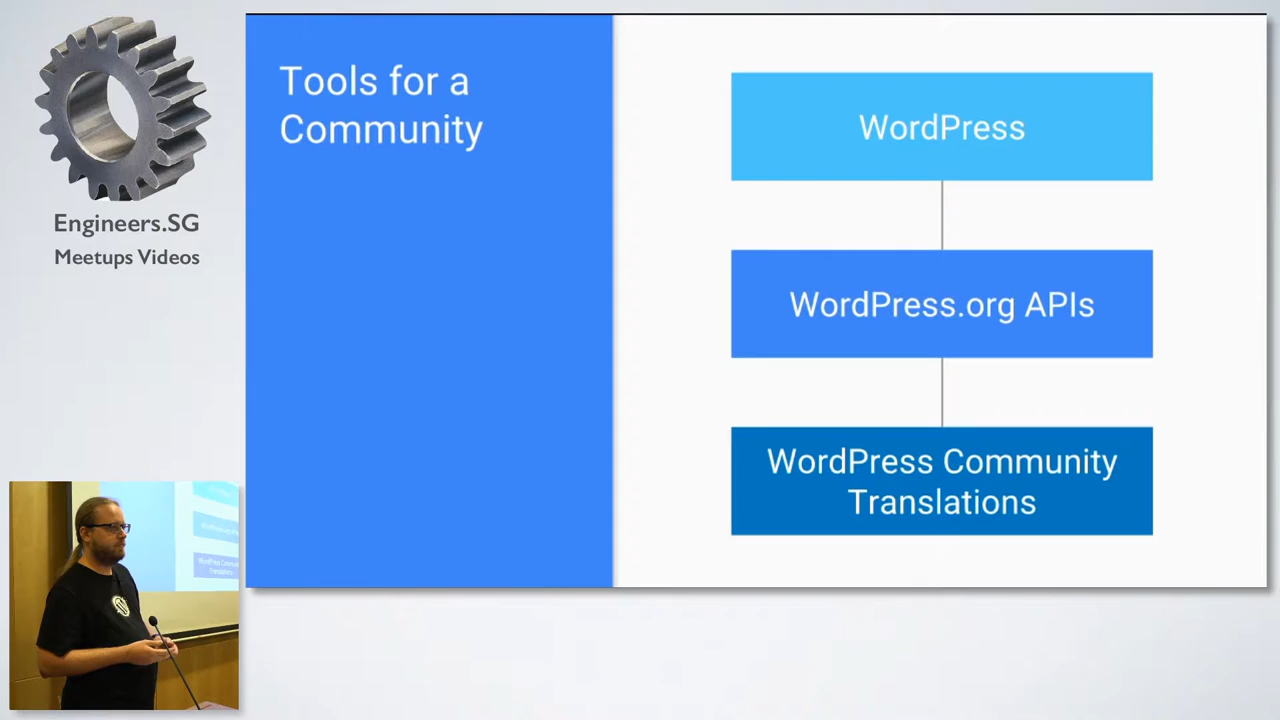 Engineers.SG
Meetups Videos
Tools for a
Community
WordPress
WordPress.org APIs
WordPress Community
Translations